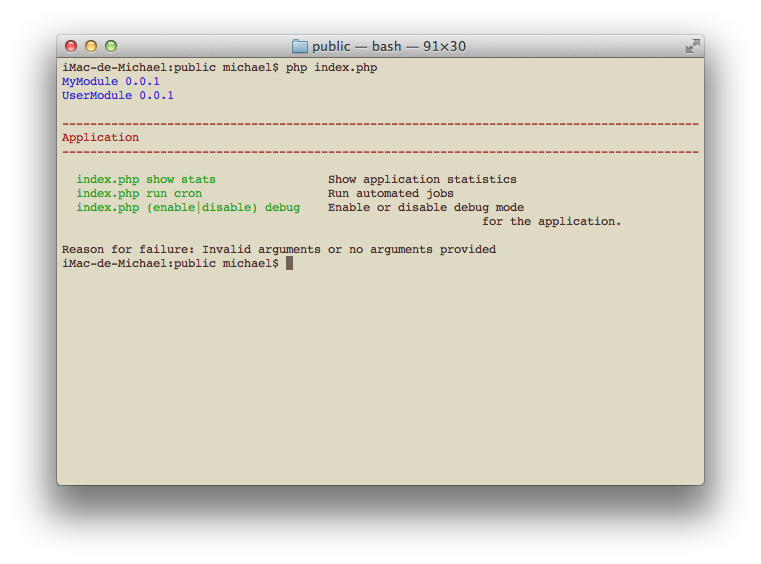 public — bash — 91×30
iMac-de-Michael:public michael$ php index.php
MyModule 0.0.1
UserModule 0.0.1
-------------------------------------------------------------------------------------------
Application
-------------------------------------------------------------------------------------------
index.php show stats Show application statistics
index.php run cron Run automated jobs
index.php (enable|disable) debug Enable or disable debug mode
for the application.
Reason for failure: Invalid arguments or no arguments provided
iMac-de-Michael:public michael$